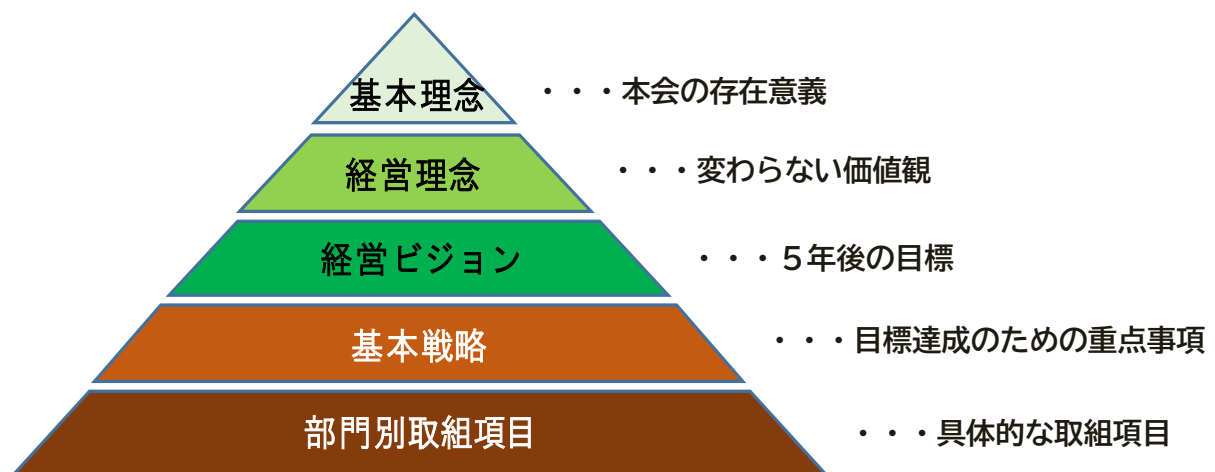 基本理念 ・・・本会の存在意義
経営理念 ・・・変わらない価値観
経営ビジョン ・・・５年後の目標
基本戦略 ・・・目標達成のための重点事項
部門別取組項目 ・・・具体的な取組項目